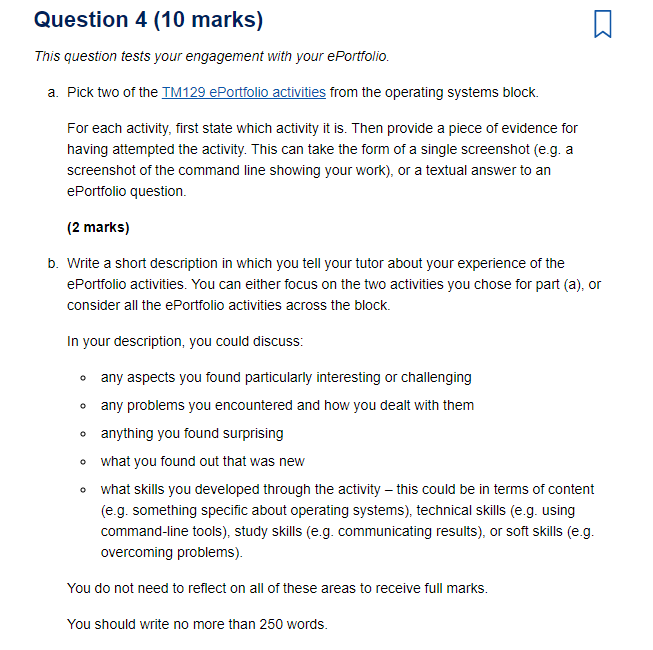 Question 4 (10 marks)
This question tests your engagement with your ePortfolio.
a. Pick two of the TM129 ePortfolio activities from the operating systems block.
For each activity, first state which activity it is. Then provide a piece of evidence for
having attempted the activity. This can take the form of a single screenshot (e.g. a
screenshot of the command line showing your work), or a textual answer to an
ePortfolio question.
(2 marks)
b. Write a short description in which you tell your tutor about your experience of the
ePortfolio activities. You can either focus on the two activities you chose for part (a), or
consider all the ePortfolio activities across the block.
In your description, you could discuss:
◦ any aspects you found particularly interesting or challenging
◦ any problems you encountered and how you dealt with them
◦ anything you found surprising
◦ what you found out that was new
◦ what skills you developed through the activity – this could be in terms of content
(e.g. something specific about operating systems), technical skills (e.g. using
command-line tools), study skills (e.g. communicating results), or soft skills (e.g.
overcoming problems).
You do not need to reflect on all of these areas to receive full marks.
You should write no more than 250 words.